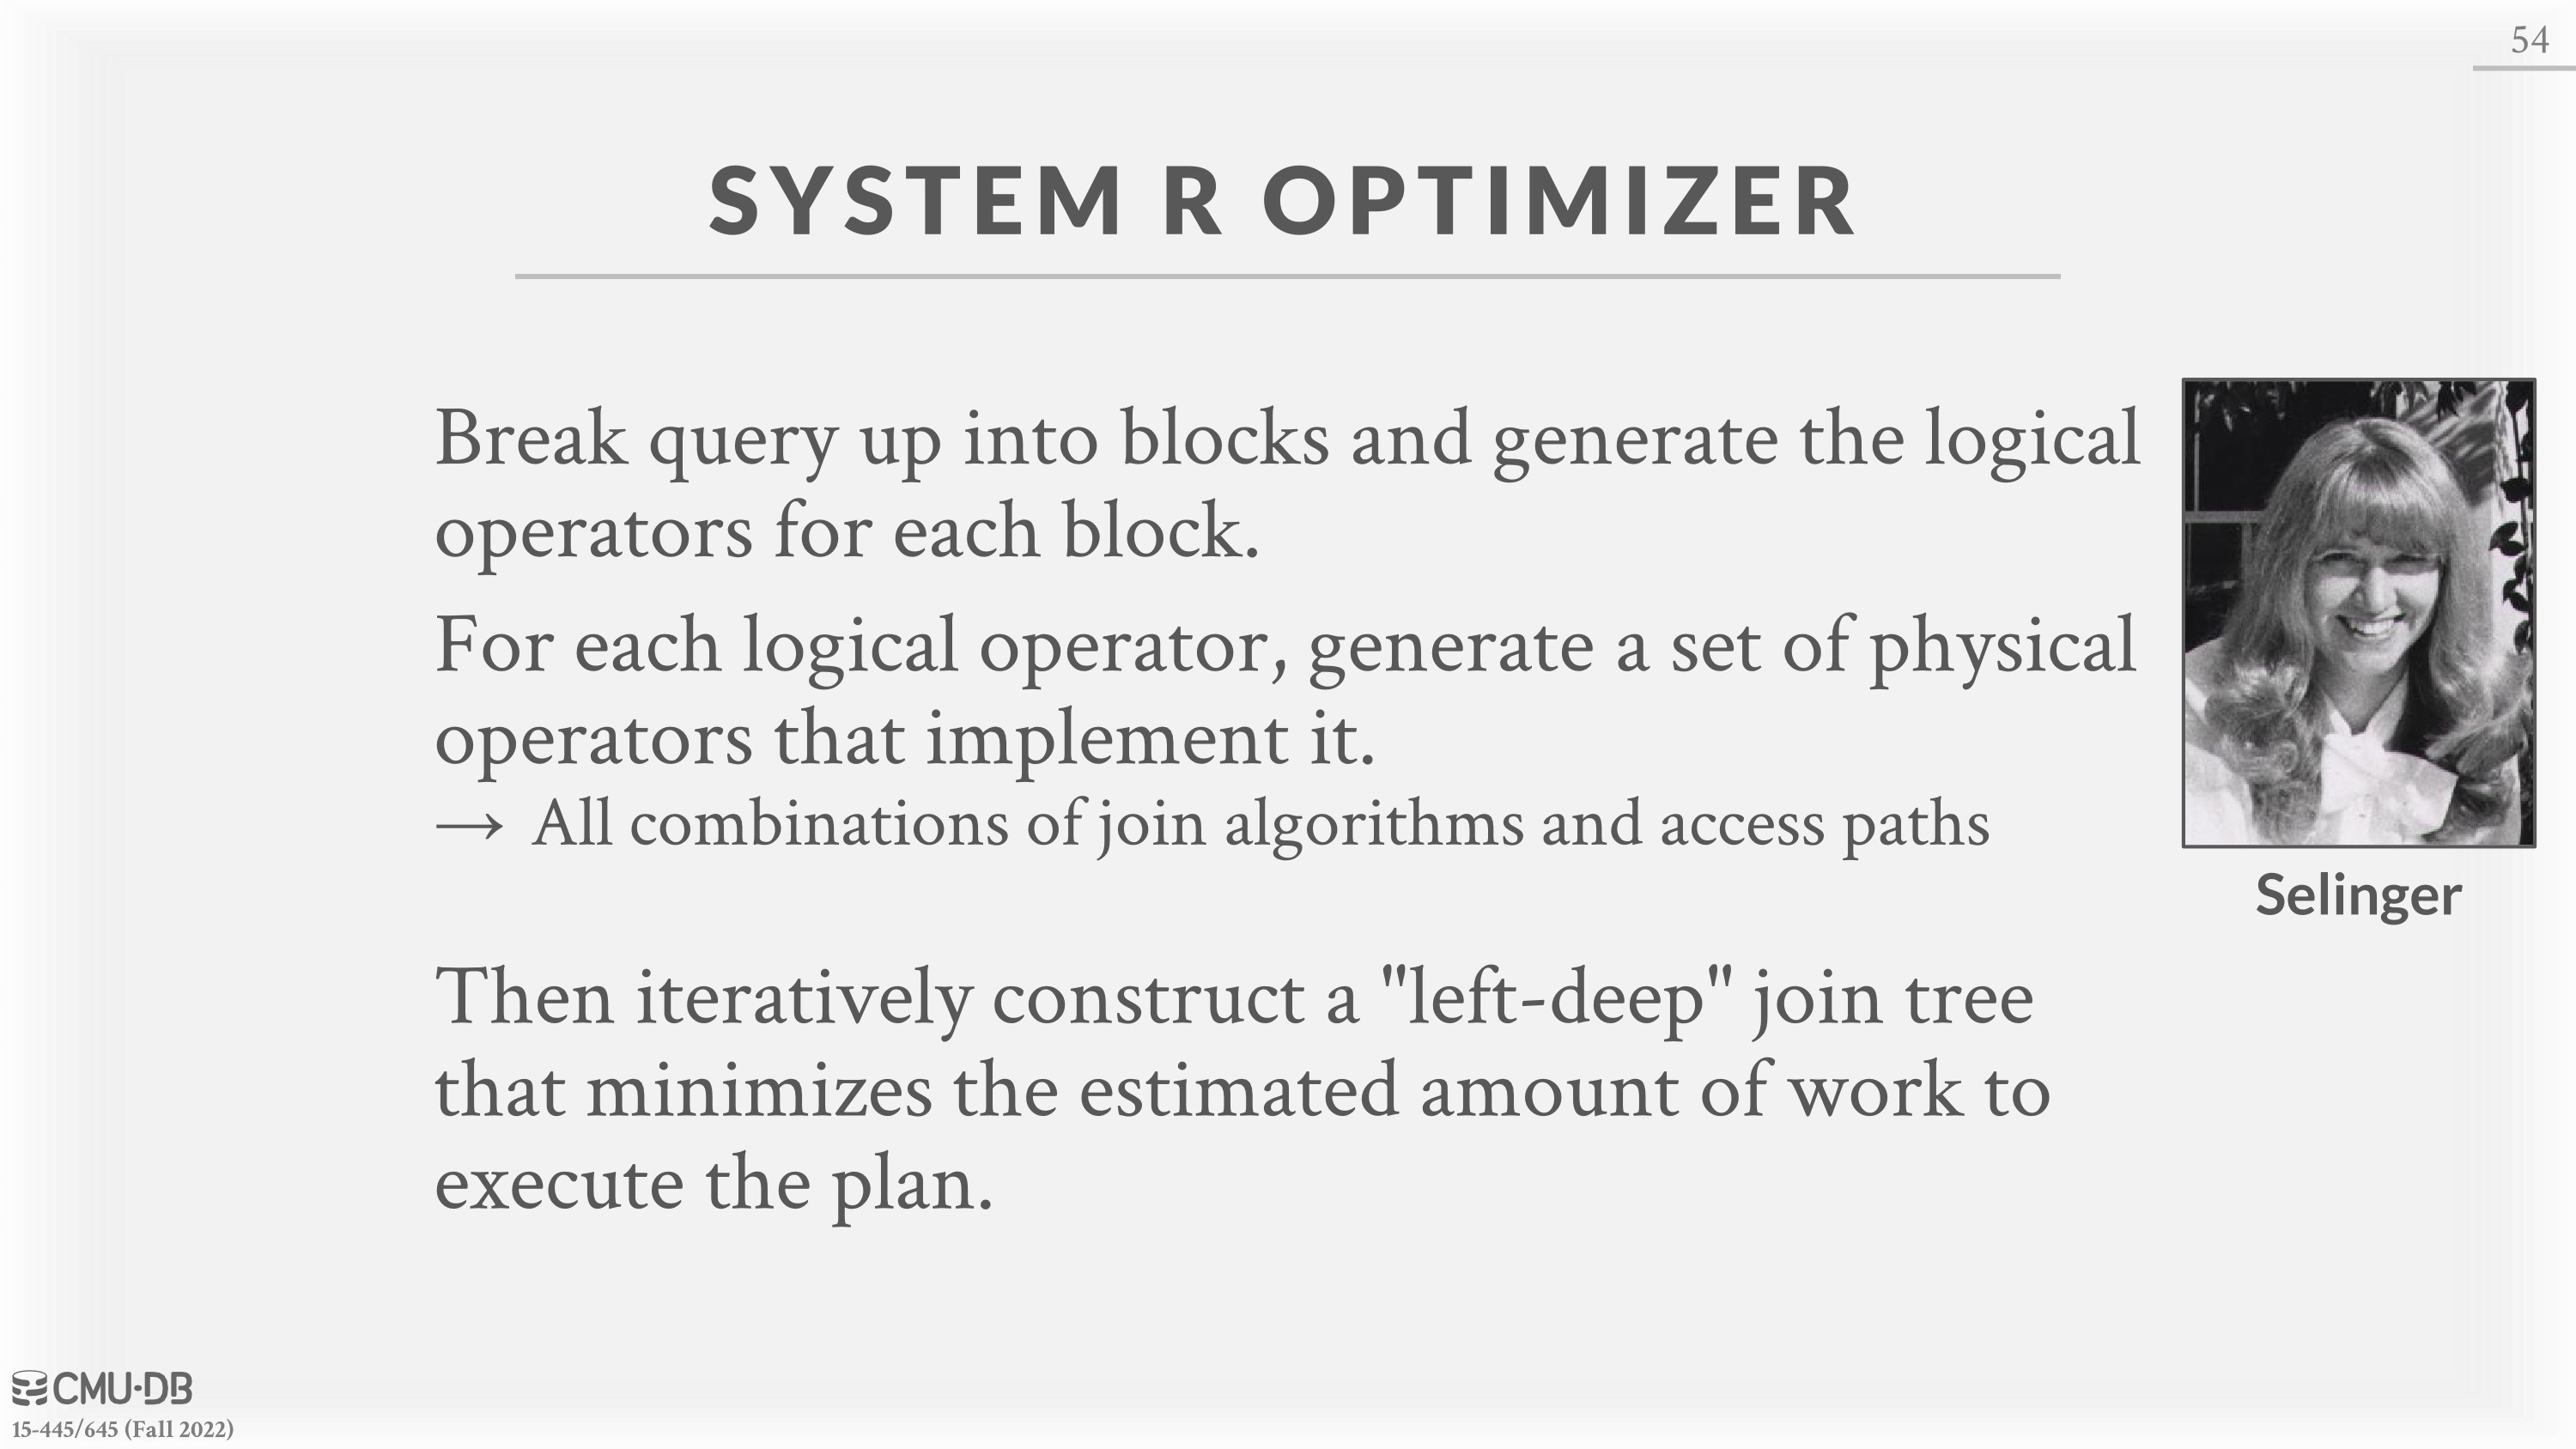 54
SYSTEM R OPTIMIZER
Break query up into blocks and generate the logical
operators for each block.
For each logical operator, generate a set of physical
operators that implement it.
→ All combinations of join algorithms and access paths
Selinger
Then iteratively construct a "left-deep" join tree
that minimizes the estimated amount of work to
execute the plan.
CMU·DB
15-445/645 (Fall 2022)